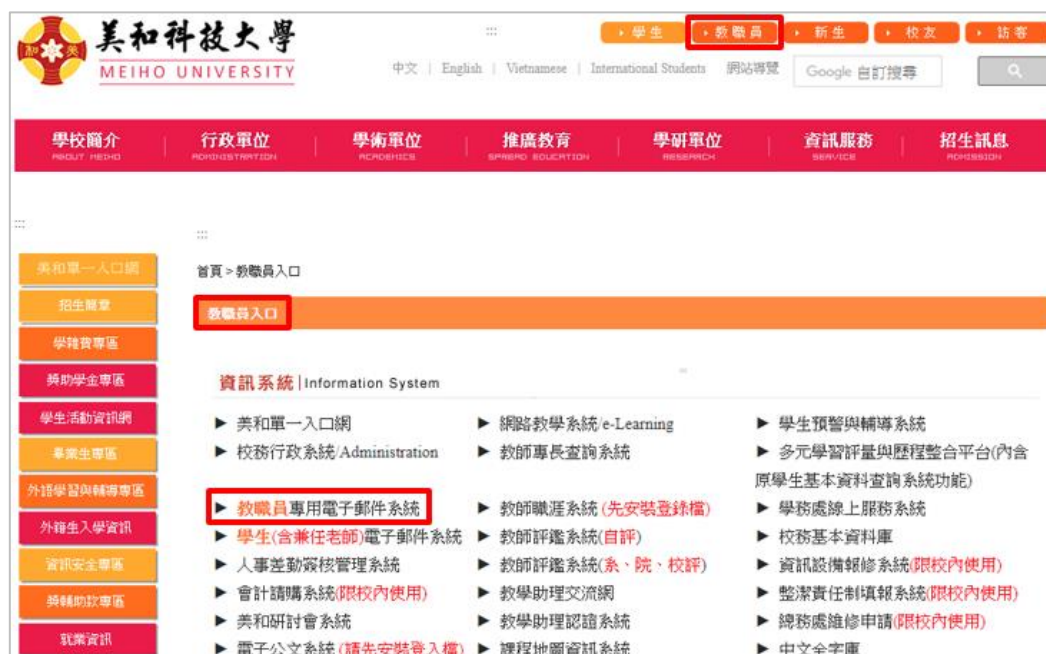 美和科技大學
MEIHO UNIVERSITY
學生
教職員
新生
校友
訪客
中文 | English | Vietnamese | International Students 網站導覽
Google 自訂搜尋
學校簡介 行政單位 學術單位 推廣教育 學研單位 資訊服務 招生訊息
ABOUT MEIHO ADMINISTRATION ACADEMICS SPREAD EDUCATION RESEARCH SERVICE ADMISSION
美和單一入口網
招生簡章
學雜費專區
獎助學金專區
學生活動資訊網
畢業生專區
外語學習與輔導專區
外籍生入學資訊
資訊安全專區
獎輔助款專區
就業資訊
首頁 > 教職員入口
教職員入口
資訊系統 | Information System
► 美和單一入口網
► 校務行政系統/Administration
► 教職員專用電子郵件系統
► 學生(含兼任老師)電子郵件系統
► 人事差勤簽核管理系統
► 會計請購系統(限校內使用)
► 美和研討會系統
► 電子公文系統 (請先安裝登入檔)
► 網路教學系統/e-Learning
► 教師專長查詢系統
► 教師職涯系統 (先安裝登錄檔)
► 教師評鑑系統(自評)
► 教師評鑑系統(系、院、校評)
► 教學助理交流網
► 教學助理認證系統
► 課程地圖資訊系統
► 學生預警與輔導系統
► 多元學習評量與歷程整合平台(內含
原學生基本資料查詢系統功能)
► 學務處線上服務系統
► 校務基本資料庫
► 資訊設備報修系統(限校內使用)
► 整潔責任制填報系統(限校內使用)
► 總務處維修申請(限校內使用)
► 中文全字庫